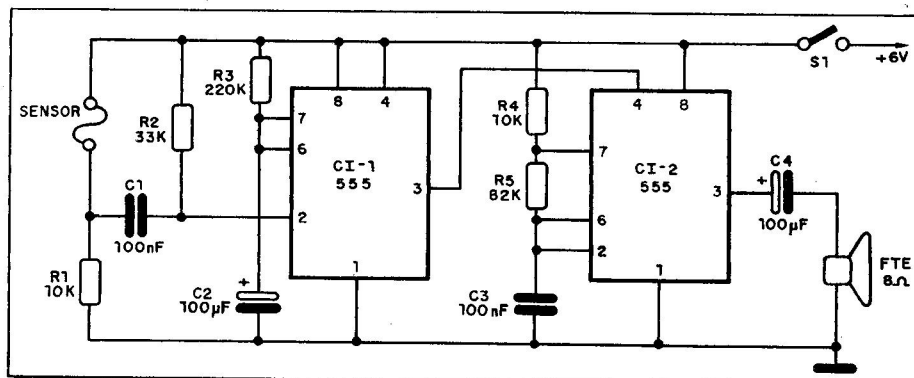 SENSOR
R1
10K
C1
100nF
R2
33K
R3
220K
C2
+
100µF
8
4
7
6
2
3
1
CI-1
555
R4
10K
R5
82K
C3
100nF
4
8
7
6
2
3
1
CI-2
555
+
C4
100µF
FTE
8Ω
S1
+6V